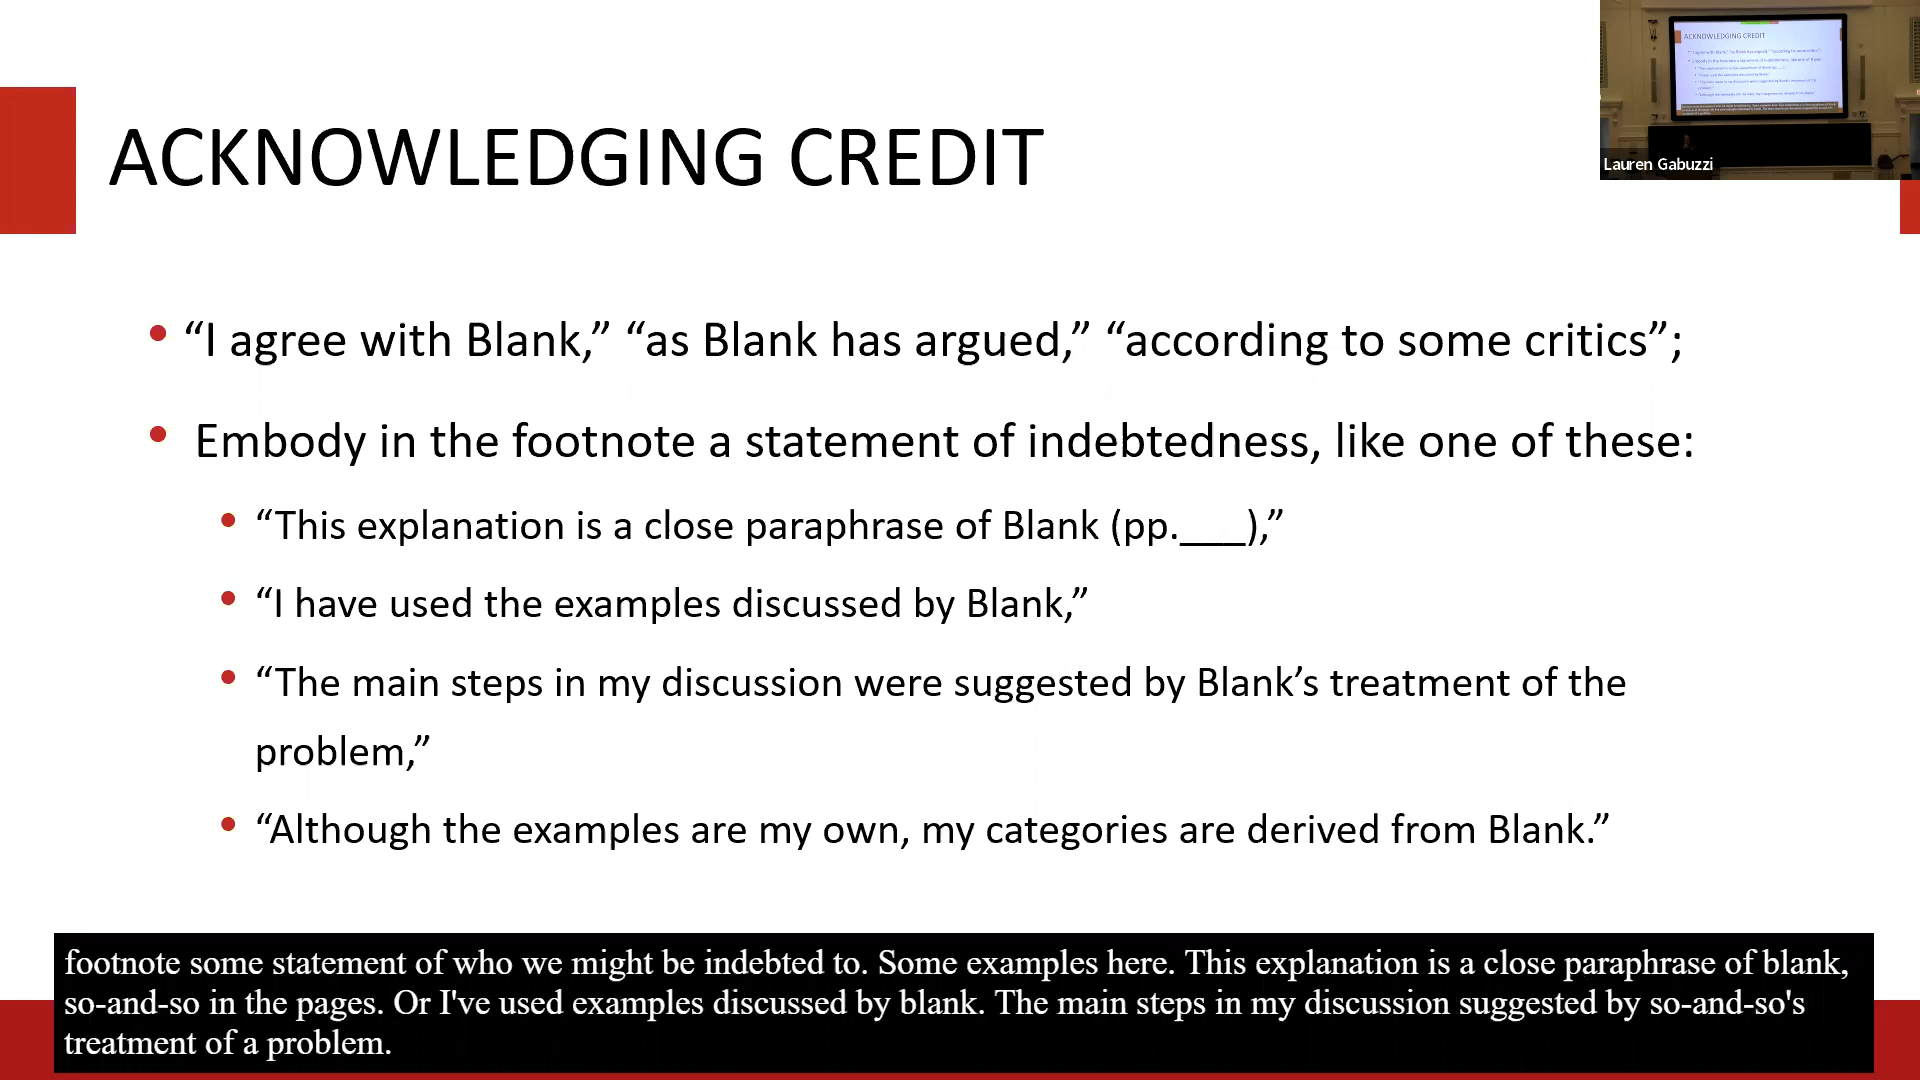 ACKNOWLEDGING CREDIT
• “I agree with Blank,” “as Blank has argued,” “according to some critics”;
• Embody in the footnote a statement of indebtedness, like one of these:
• “This explanation is a close paraphrase of Blank (pp.___),”
• “I have used the examples discussed by Blank,”
• “The main steps in my discussion were suggested by Blank’s treatment of the
problem,”
• “Although the examples are my own, my categories are derived from Blank.”
ACKNOWLEDGING CREDIT
Lauren Gabuzzi
footnote some statement of who we might be indebted to. Some examples here. This explanation is a close paraphrase of blank,
so-and-so in the pages. Or I've used examples discussed by blank. The main steps in my discussion suggested by so-and-so's
treatment of a problem.